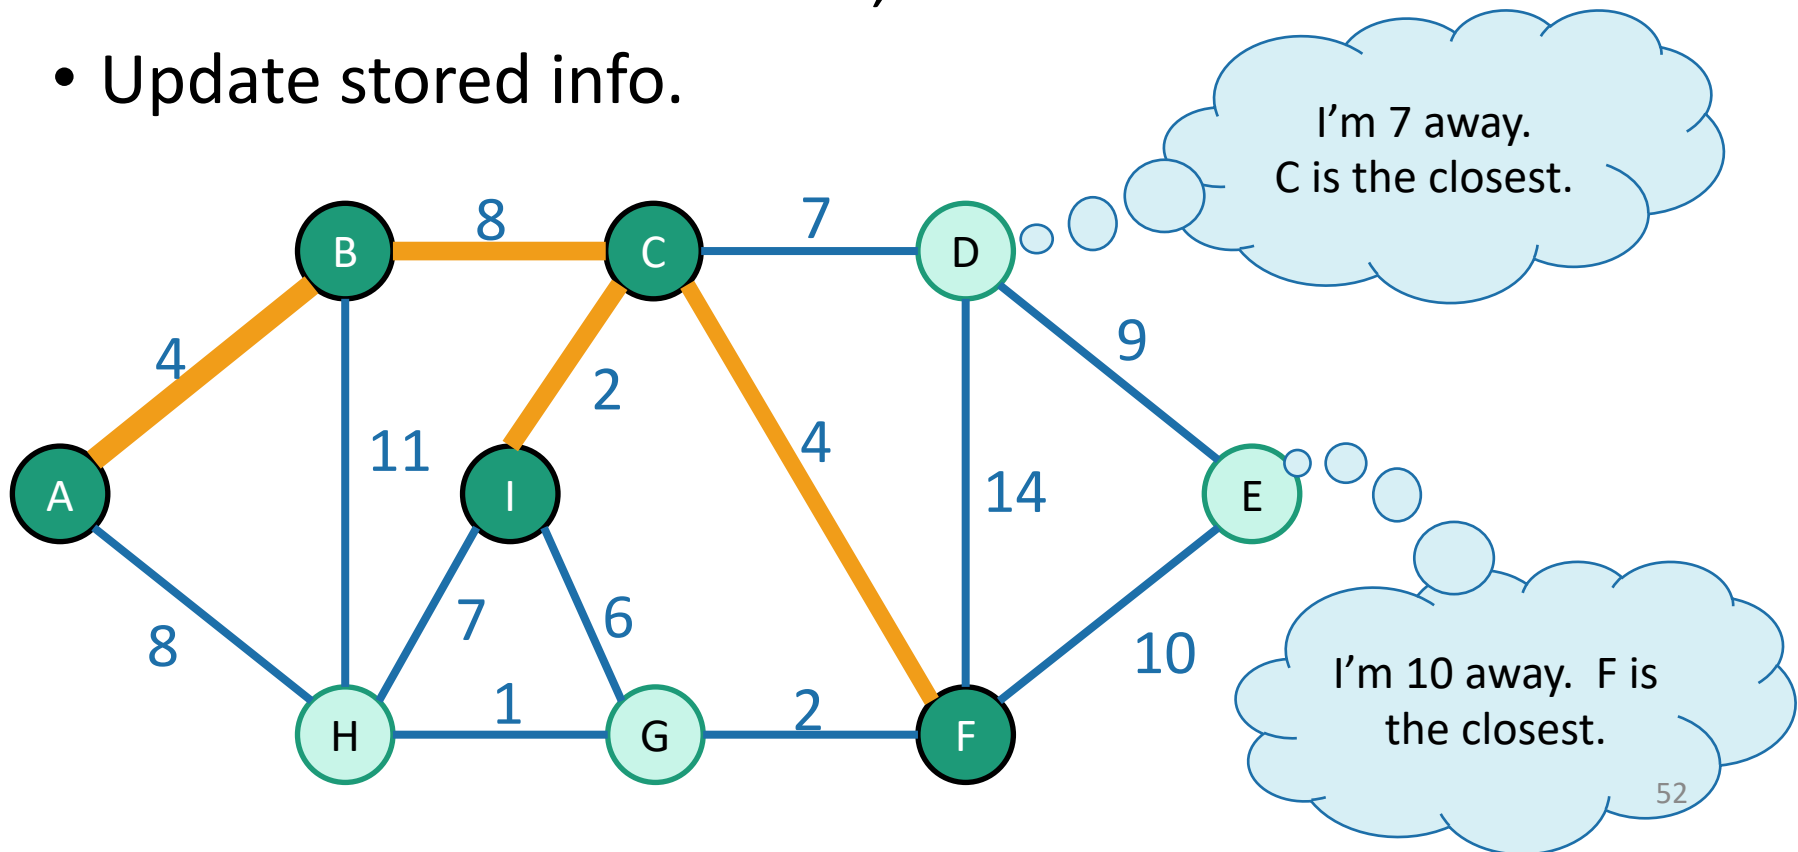 • Update stored info.
I'm 7 away.
C is the closest.
B
8
C
7
D
4
9
2
11
4
A
I
14
E
8
7
6
10
H
1
G
2
F
I'm 10 away. F is
the closest.
52